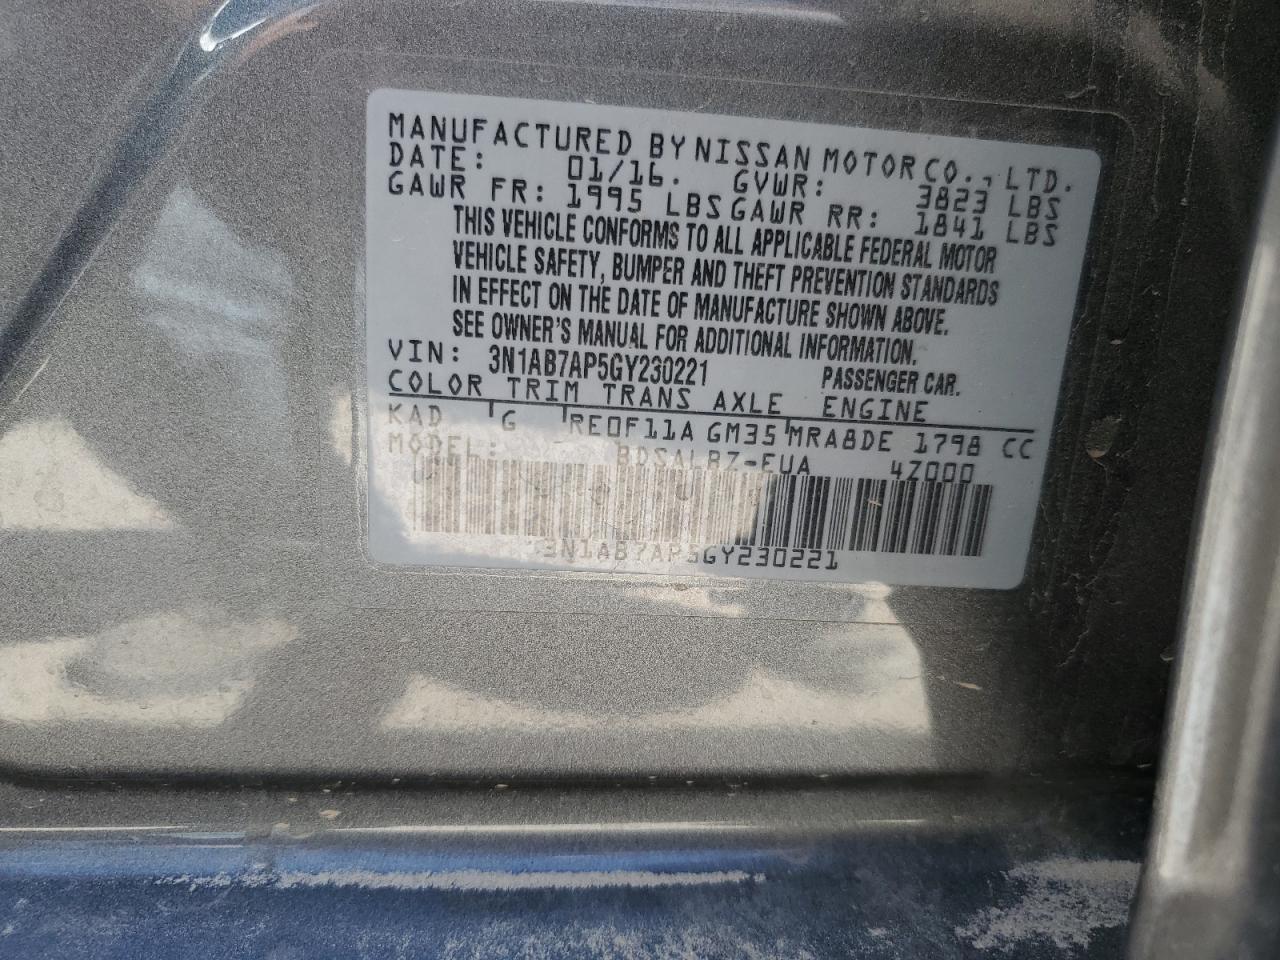 MANUFACTURED BY NISSAN MOTOR CO., LTD.
DATE: 01/16. GVWR: 3823 LBS
GAWR FR: 1995 LBS GAWR RR: 1841 LBS
THIS VEHICLE CONFORMS TO ALL APPLICABLE FEDERAL MOTOR
VEHICLE SAFETY, BUMPER AND THEFT PREVENTION STANDARDS
IN EFFECT ON THE DATE OF MANUFACTURE SHOWN ABOVE.
SEE OWNER'S MANUAL FOR ADDITIONAL INFORMATION.
VIN: 3N1AB7AP5GY230221 PASSENGER CAR.
COLOR TRIM TRANS AXLE ENGINE
KAD G RE0F11A GM35 MRA8DE 1798 CC
MODEL: BDSALBZ-EUA 4Z000
3N1AB7AP5GY230221